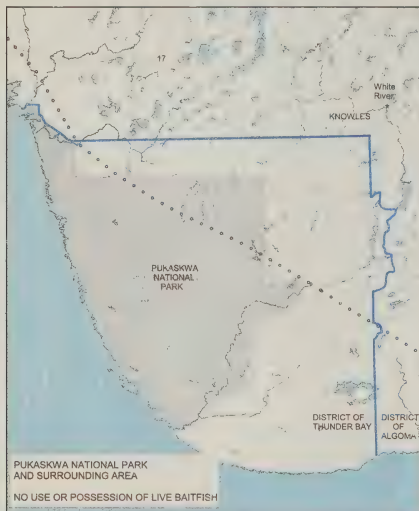 17
White
River
KNOWLES
PUKASKWA
NATIONAL
PARK
DISTRICT OF
THUNDER BAY
DISTRICT
OF
ALGOMA
PUKASKWA NATIONAL PARK
AND SURROUNDING AREA
NO USE OR POSSESSION OF LIVE BAITFISH